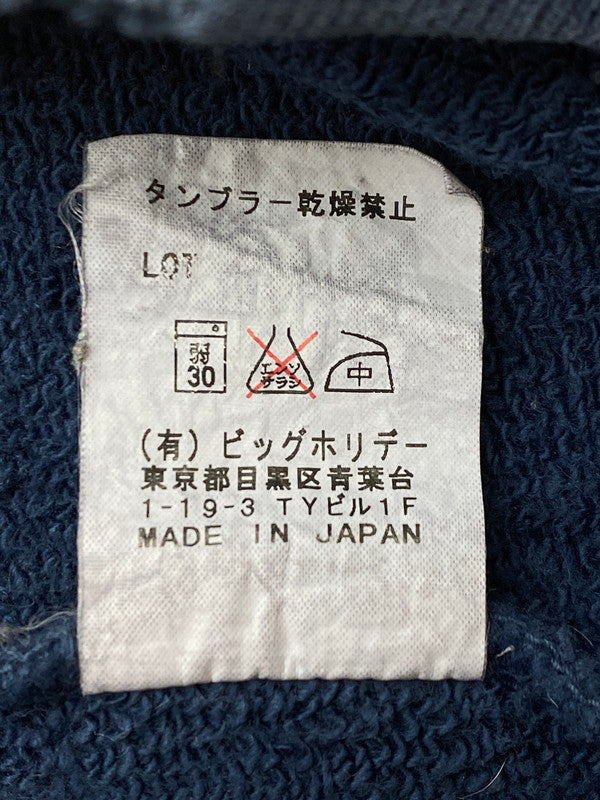 タンブラー乾燥禁止
LOT
弱
30
エンソ
サラシ
中
(有)ビッグホリデー
東京都目黒区青葉台
1-19-3 TYビル1F
MADE IN JAPAN